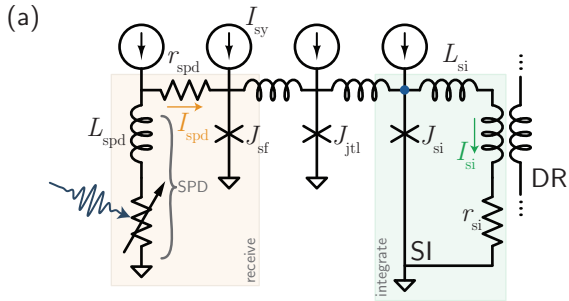 (a)
I_sy
r_spd
L_si
I_spd
L_spd
J_sf
J_jtl
J_si
I_si
SPD
DR
r_si
SI
receive
integrate